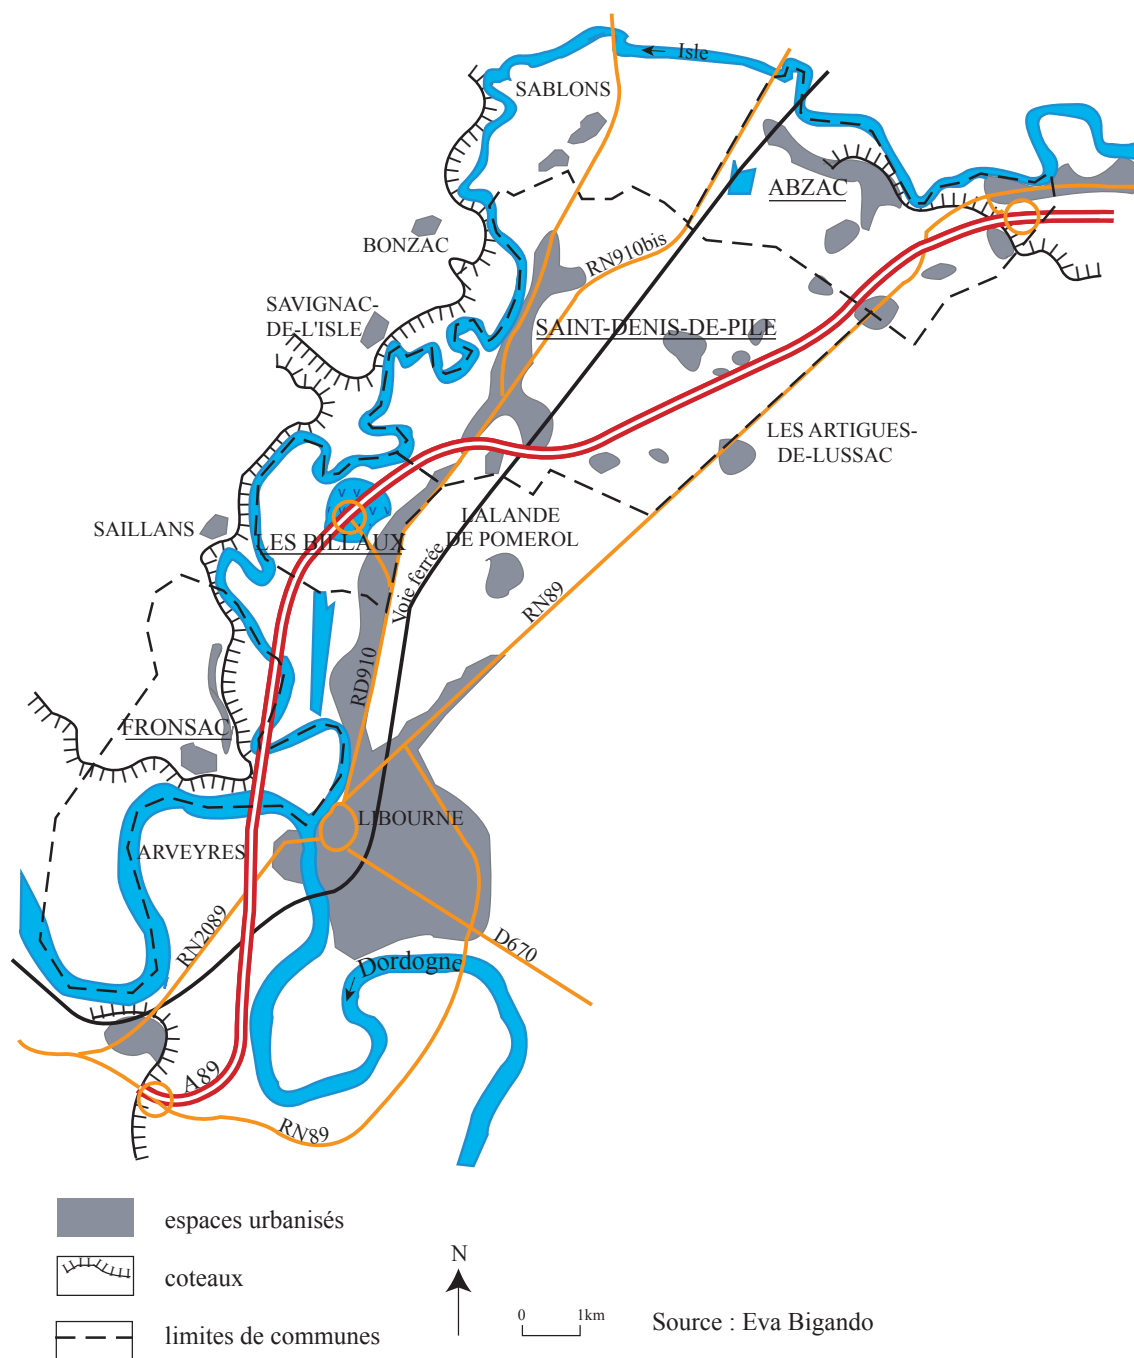 Isle
SABLONS
ABZAC
BONZAC
RN910bis
SAVIGNAC-
DE-L'ISLE
SAINT-DENIS-DE-PILE
LES ARTIGUES-
DE-LUSSAC
SAILLANS
LES BILLAUX
LALANDE
DE POMEROL
Voie ferrée
RN89
RD910
FRONSAC
LIBOURNE
ARVEYRES
RN2089
D670
Dordogne
A89
RN89
espaces urbanisés
coteaux
limites de communes
N
0 1km
Source : Eva Bigando